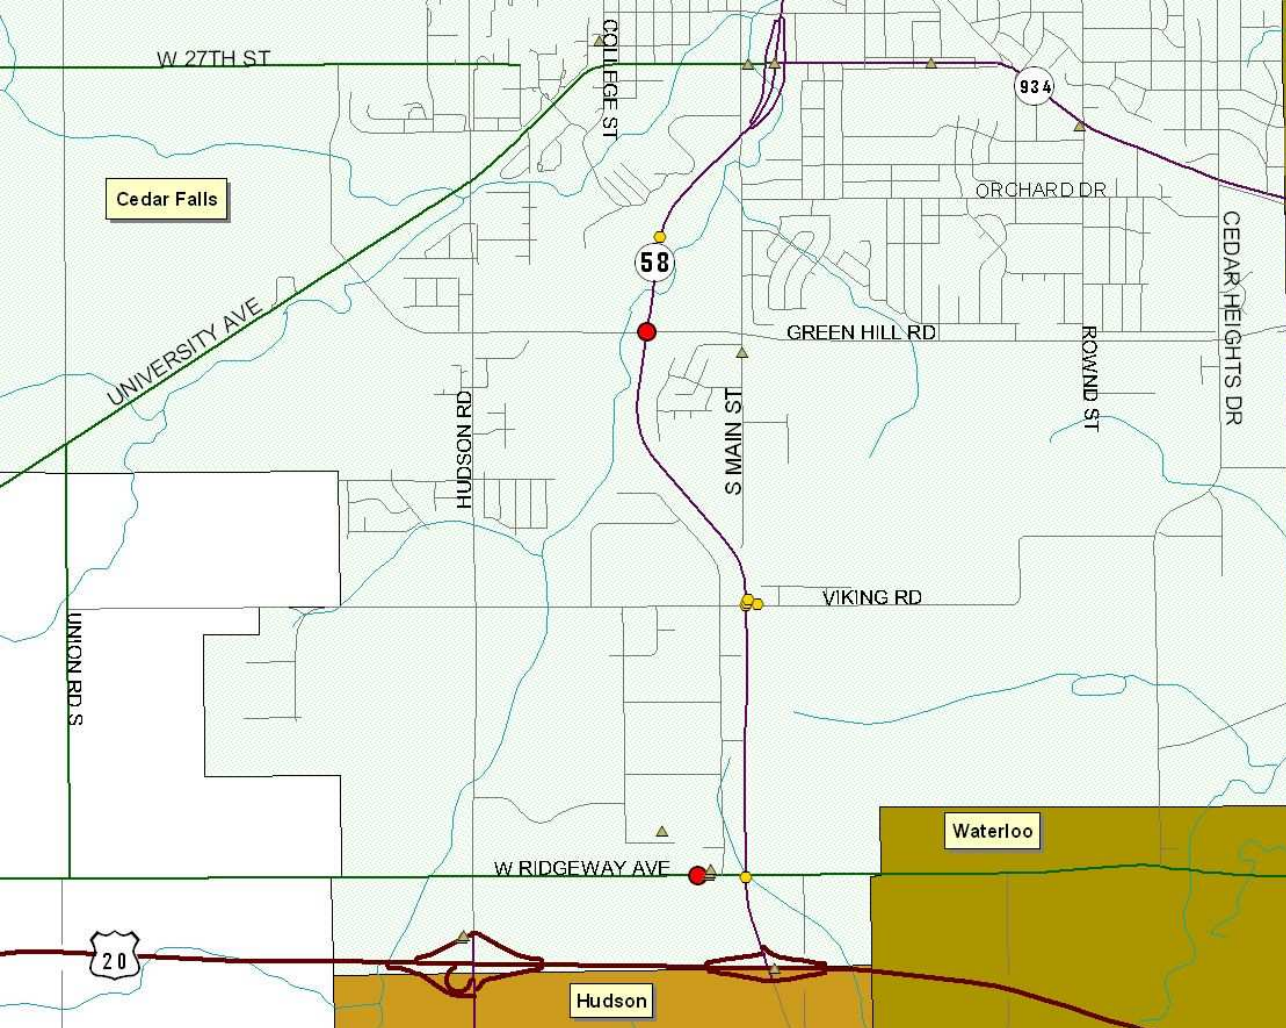 W 27TH ST
COLLEGE ST
934
Cedar Falls
ORCHARD DR
CEDAR HEIGHTS DR
58
UNIVERSITY AVE
GREEN HILL RD
ROWND ST
HUDSON RD
S MAIN ST
VIKING RD
UNION RD S
Waterloo
W RIDGEWAY AVE
20
Hudson